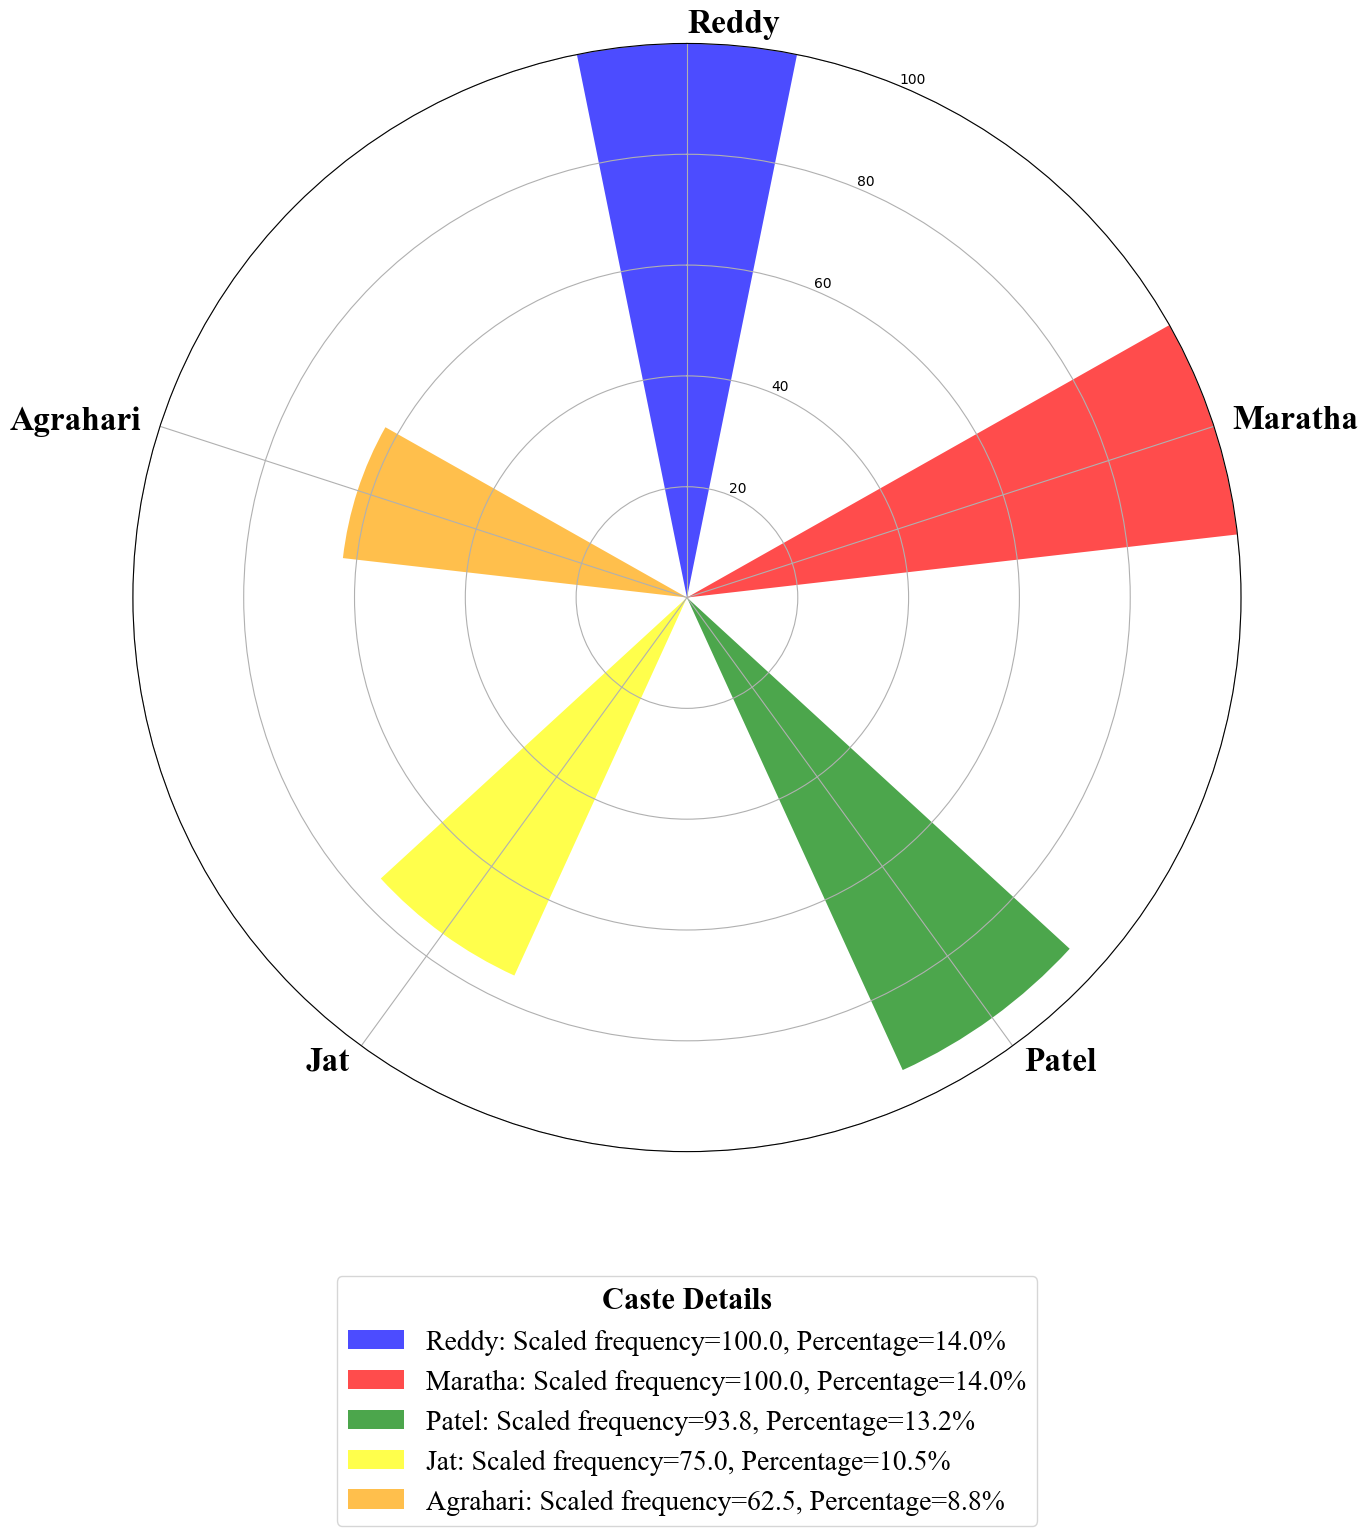 Reddy
100
80
60
40
20
Agrahari
Maratha
Jat
Patel
Caste Details
Reddy: Scaled frequency=100.0, Percentage=14.0%
Maratha: Scaled frequency=100.0, Percentage=14.0%
Patel: Scaled frequency=93.8, Percentage=13.2%
Jat: Scaled frequency=75.0, Percentage=10.5%
Agrahari: Scaled frequency=62.5, Percentage=8.8%